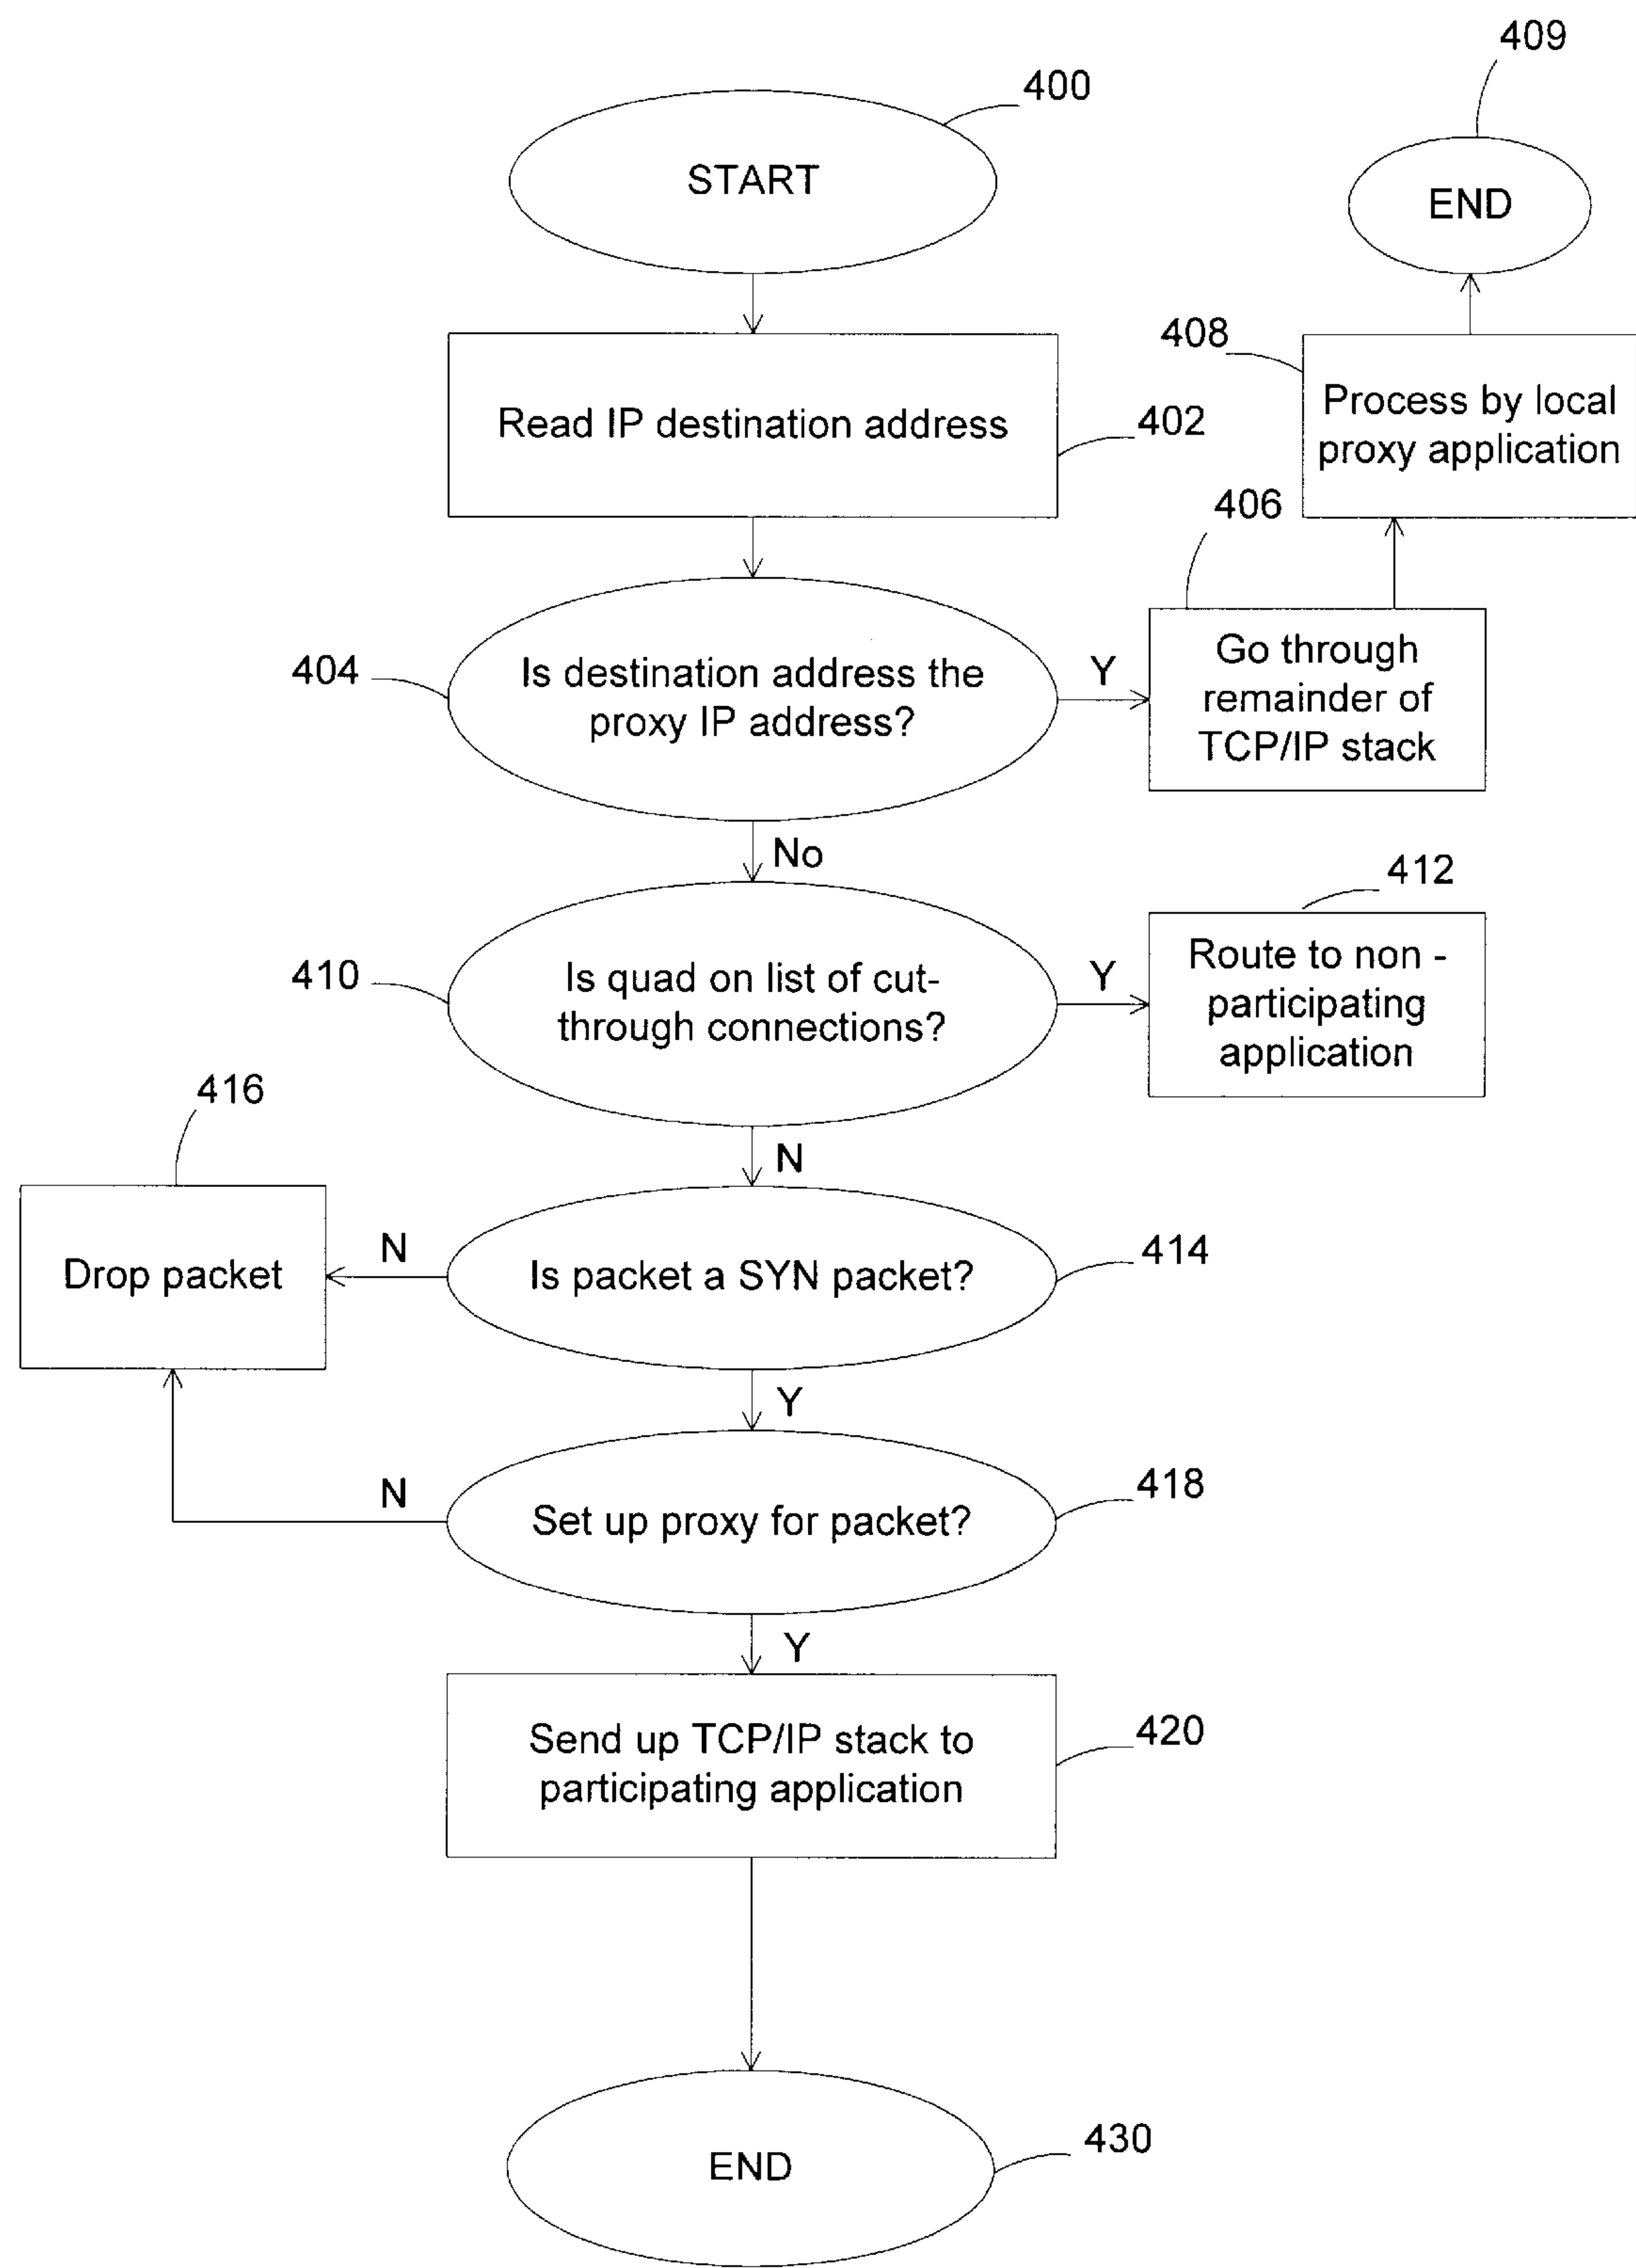 409
400
START
END
408
Process by local
proxy application
Read IP destination address
402
406
404
Is destination address the
proxy IP address?
Y
Go through
remainder of
TCP/IP stack
No
412
410
Is quad on list of cut-
through connections?
Y
Route to non -
participating
application
416
N
Drop packet
N
Is packet a SYN packet?
414
Y
N
Set up proxy for packet?
418
Y
Send up TCP/IP stack to
participating application
420
END
430